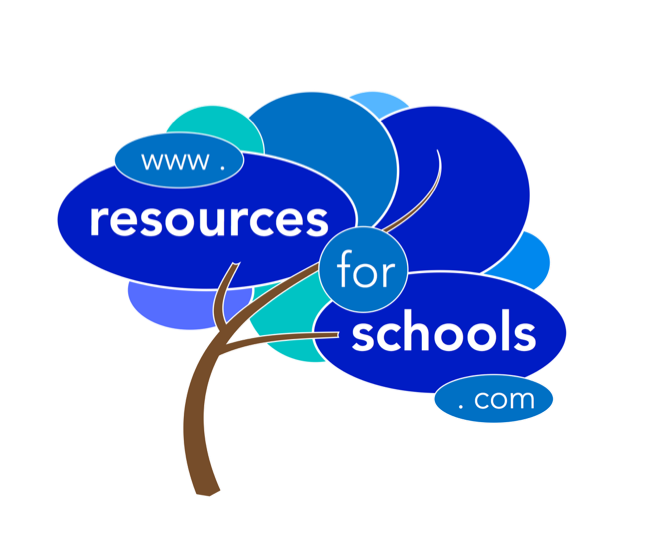 www .
resources
for
schools
. com